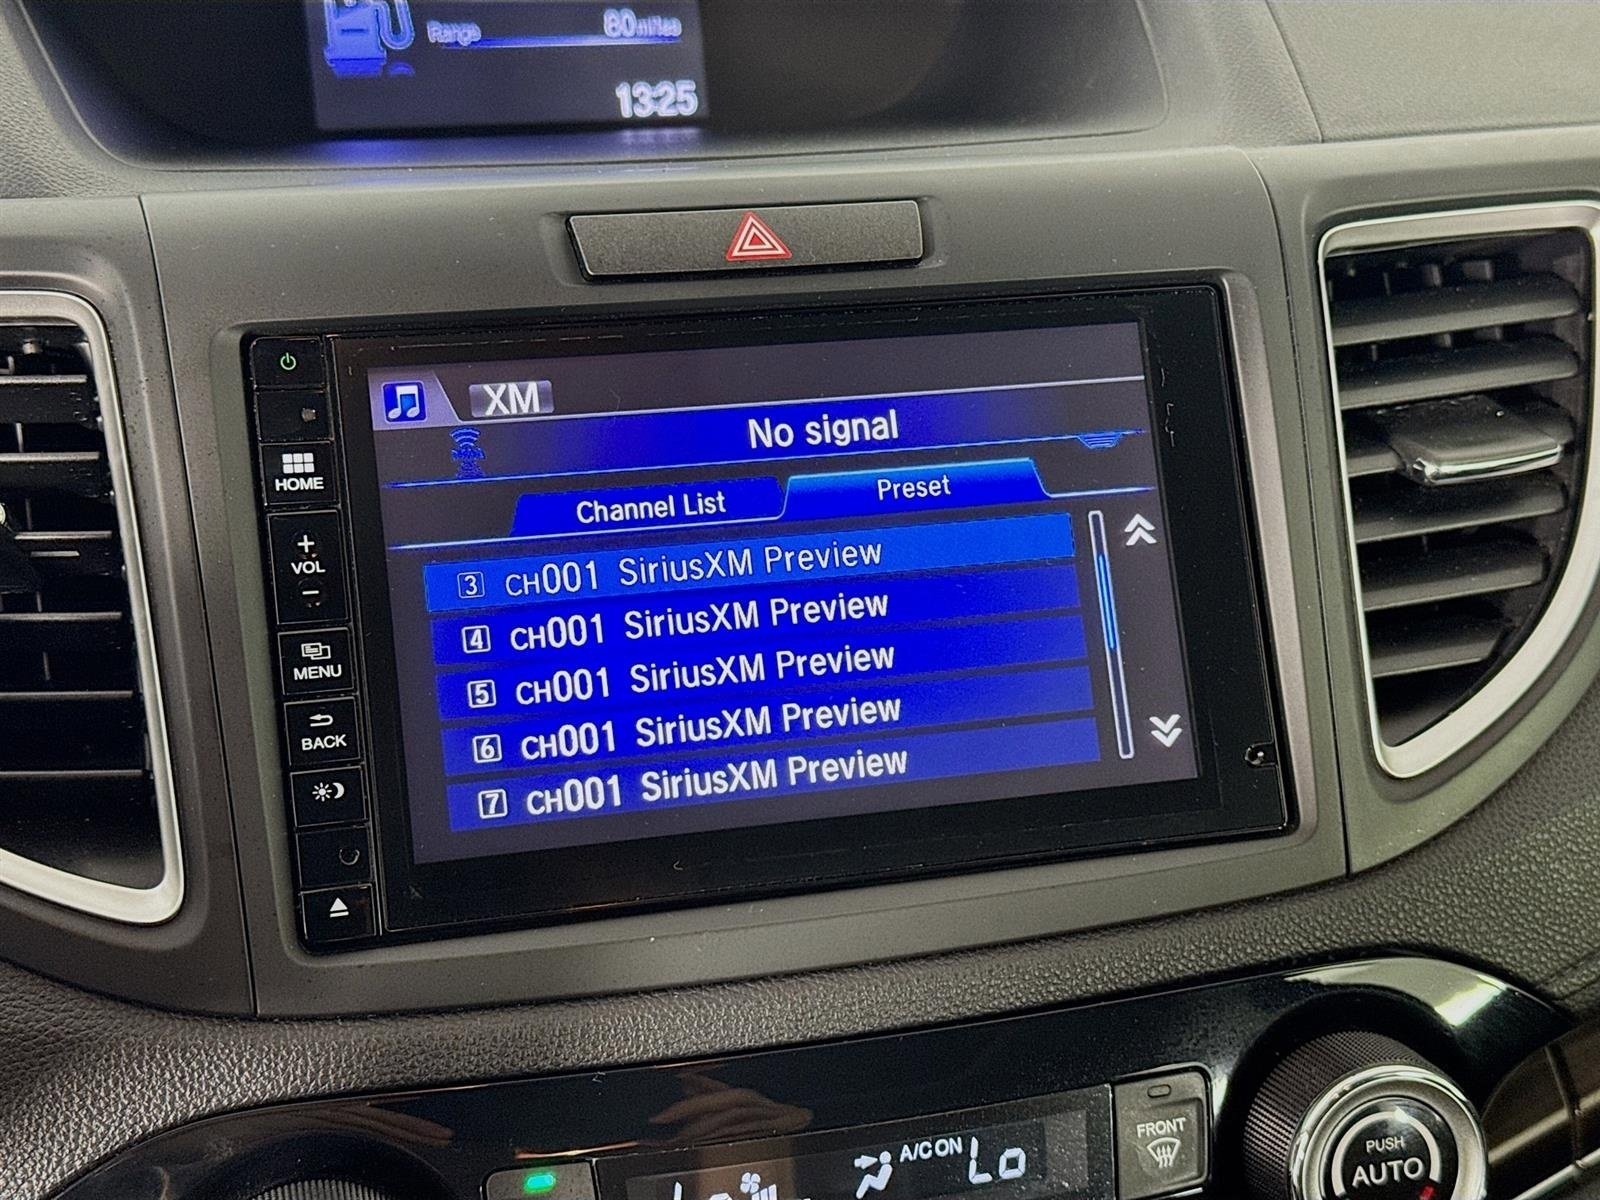 Range 80 miles
13:25
XM
No signal
Channel List Preset
3 CH001 SiriusXM Preview
4 CH001 SiriusXM Preview
5 CH001 SiriusXM Preview
6 CH001 SiriusXM Preview
7 CH001 SiriusXM Preview
HOME
+
VOL
−
MENU
BACK
A/C ON Lo
FRONT
PUSH
AUTO